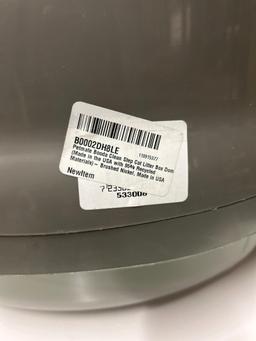 B0002DH8LE
Petmate Booda Clean Step Cat Litter Box Dome
(Made in the USA with 95% Recycled
Materials) – Brushed Nickel, Made in USA
NewItem
533006